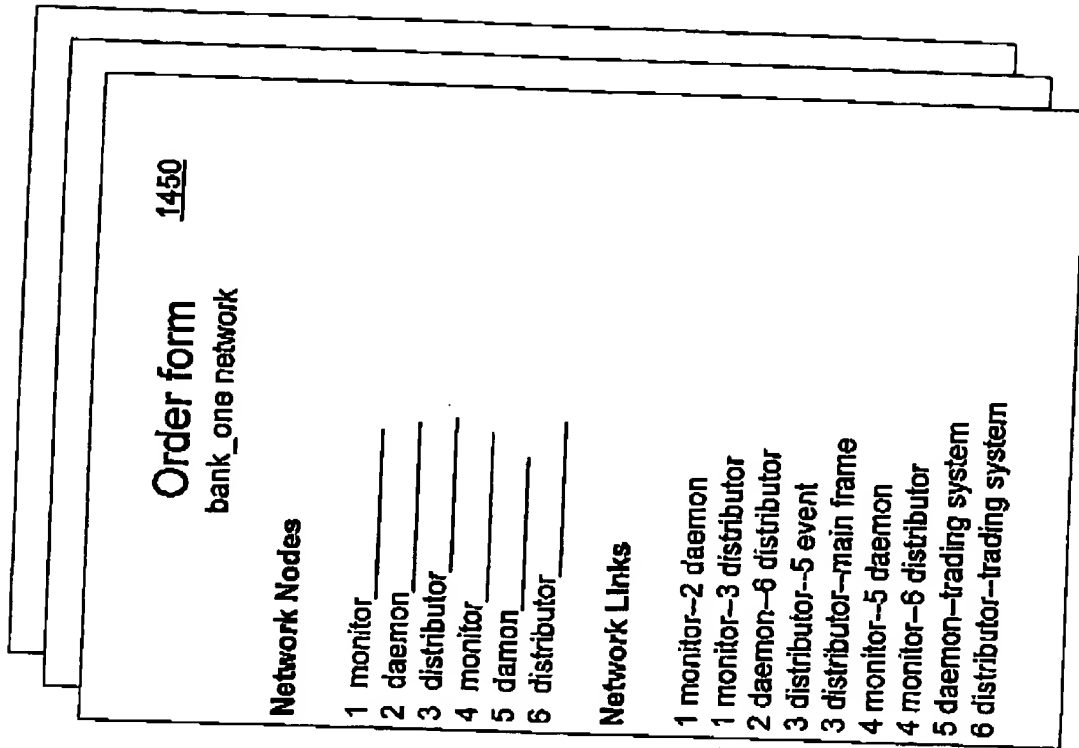 Order form 1450
bank_one network
Network Nodes
1 monitor
2 daemon
3 distributor
4 monitor
5 damon
6 distributor
Network Links
1 monitor--2 daemon
1 monitor--3 distributor
2 daemon--6 distributor
3 distributor--5 event
3 distributor--main frame
4 monitor--5 daemon
4 monitor--6 distributor
5 daemon--trading system
6 distributor--trading system